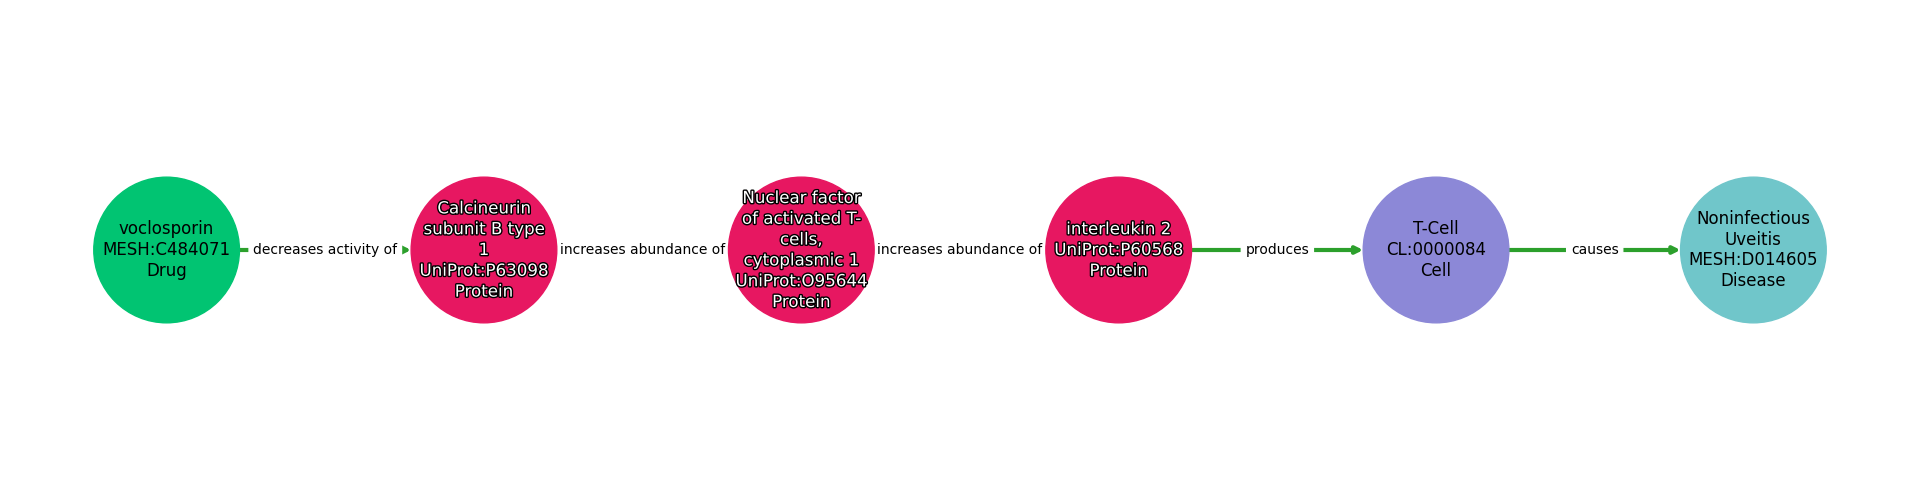 voclosporin
MESH:C484071
Drug
decreases activity of
Calcineurin
subunit B type
1
UniProt:P63098
Protein
increases abundance of
Nuclear factor
of activated T-
cells,
cytoplasmic 1
UniProt:O95644
Protein
increases abundance of
interleukin 2
UniProt:P60568
Protein
produces
T-Cell
CL:0000084
Cell
causes
Noninfectious
Uveitis
MESH:D014605
Disease